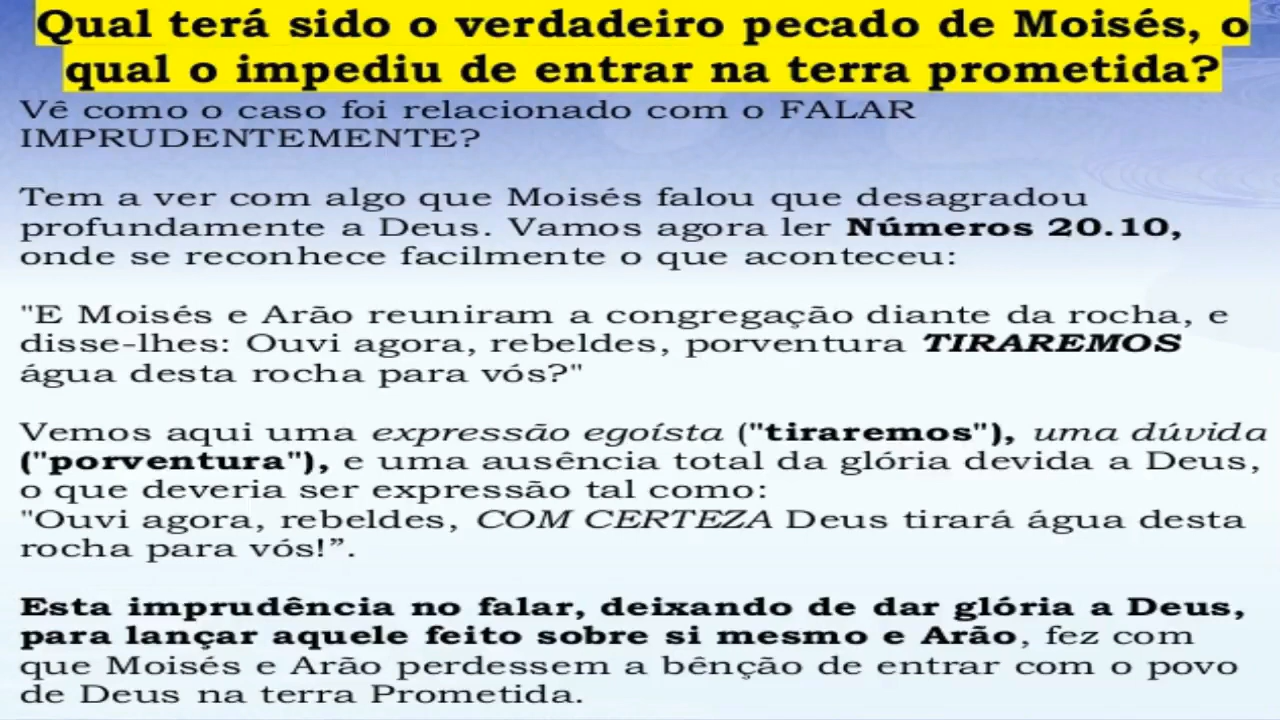 Qual terá sido o verdadeiro pecado de Moisés, o
qual o impediu de entrar na terra prometida?
Vê como o caso foi relacionado com o FALAR
IMPRUDENTEMENTE?
Tem a ver com algo que Moisés falou que desagradou
profundamente a Deus. Vamos agora ler Números 20.10,
onde se reconhece facilmente o que aconteceu:
"E Moisés e Arão reuniram a congregação diante da rocha, e
disse-lhes: Ouvi agora, rebeldes, porventura TIRAREMOS
água desta rocha para vós?"
Vemos aqui uma expressão egoísta ("tiraremos"), uma dúvida
("porventura"), e uma ausência total da glória devida a Deus,
o que deveria ser expressão tal como:
"Ouvi agora, rebeldes, COM CERTEZA Deus tirará água desta
rocha para vós!”.
Esta imprudência no falar, deixando de dar glória a Deus,
para lançar aquele feito sobre si mesmo e Arão, fez com
que Moisés e Arão perdessem a bênção de entrar com o povo
de Deus na terra Prometida.